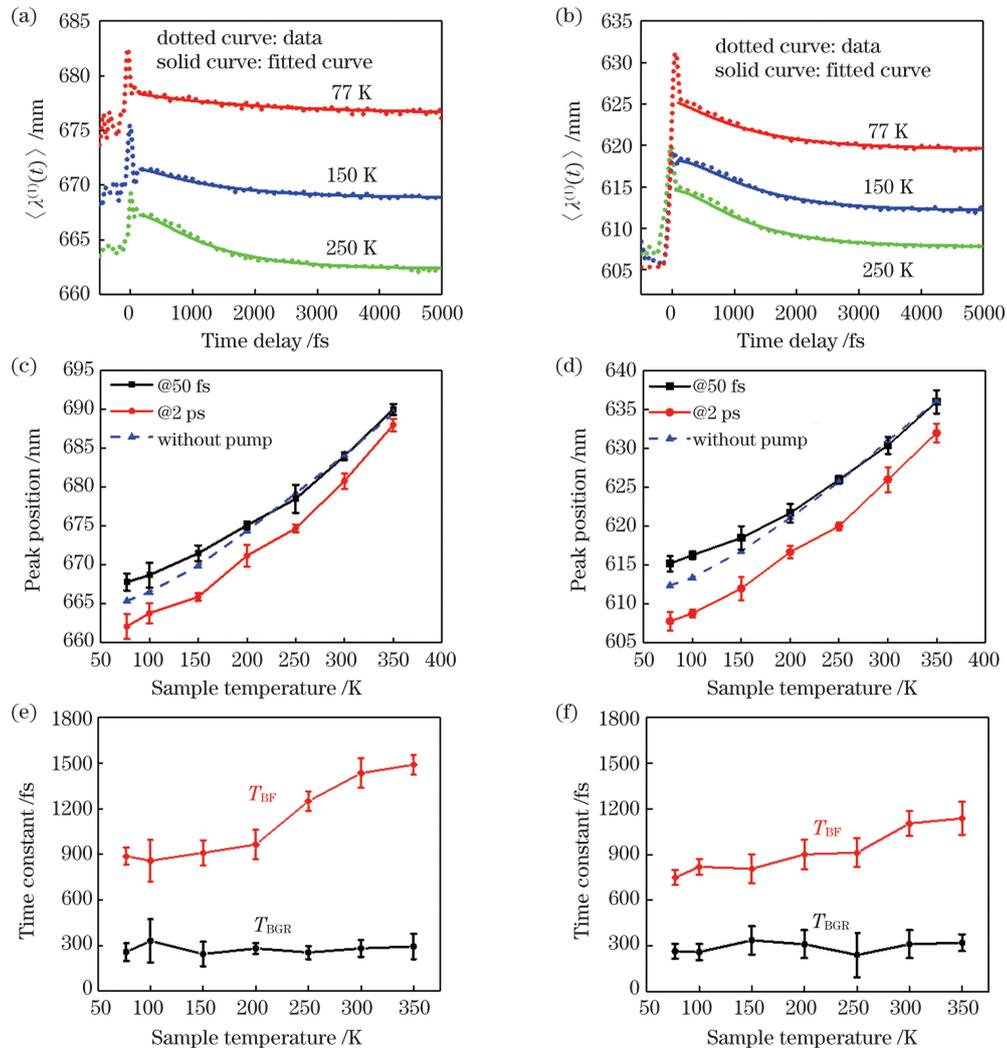 (a)
685
680
675
670
665
660
⟨λ⁽ᴵ⁾(t)⟩ /mm
dotted curve: data
solid curve: fitted curve
77 K
150 K
250 K
0 1000 2000 3000 4000 5000
Time delay /fs
(b)
635
630
625
620
615
610
605
⟨λ⁽ᴵ⁾(t)⟩ /mm
dotted curve: data
solid curve: fitted curve
77 K
150 K
250 K
0 1000 2000 3000 4000 5000
Time delay /fs
(c)
695
690
685
680
675
670
665
660
Peak position /nm
@50 fs
@2 ps
without pump
50 100 150 200 250 300 350 400
Sample temperature /K
(d)
640
635
630
625
620
615
610
605
Peak position /nm
@50 fs
@2 ps
without pump
50 100 150 200 250 300 350 400
Sample temperature /K
(e)
1800
1500
1200
900
600
300
0
Time constant /fs
T_BF
T_BGR
50 100 150 200 250 300 350
Sample temperature /K
(f)
1800
1500
1200
900
600
300
0
Time constant /fs
T_BF
T_BGR
50 100 150 200 250 300 350
Sample temperature /K